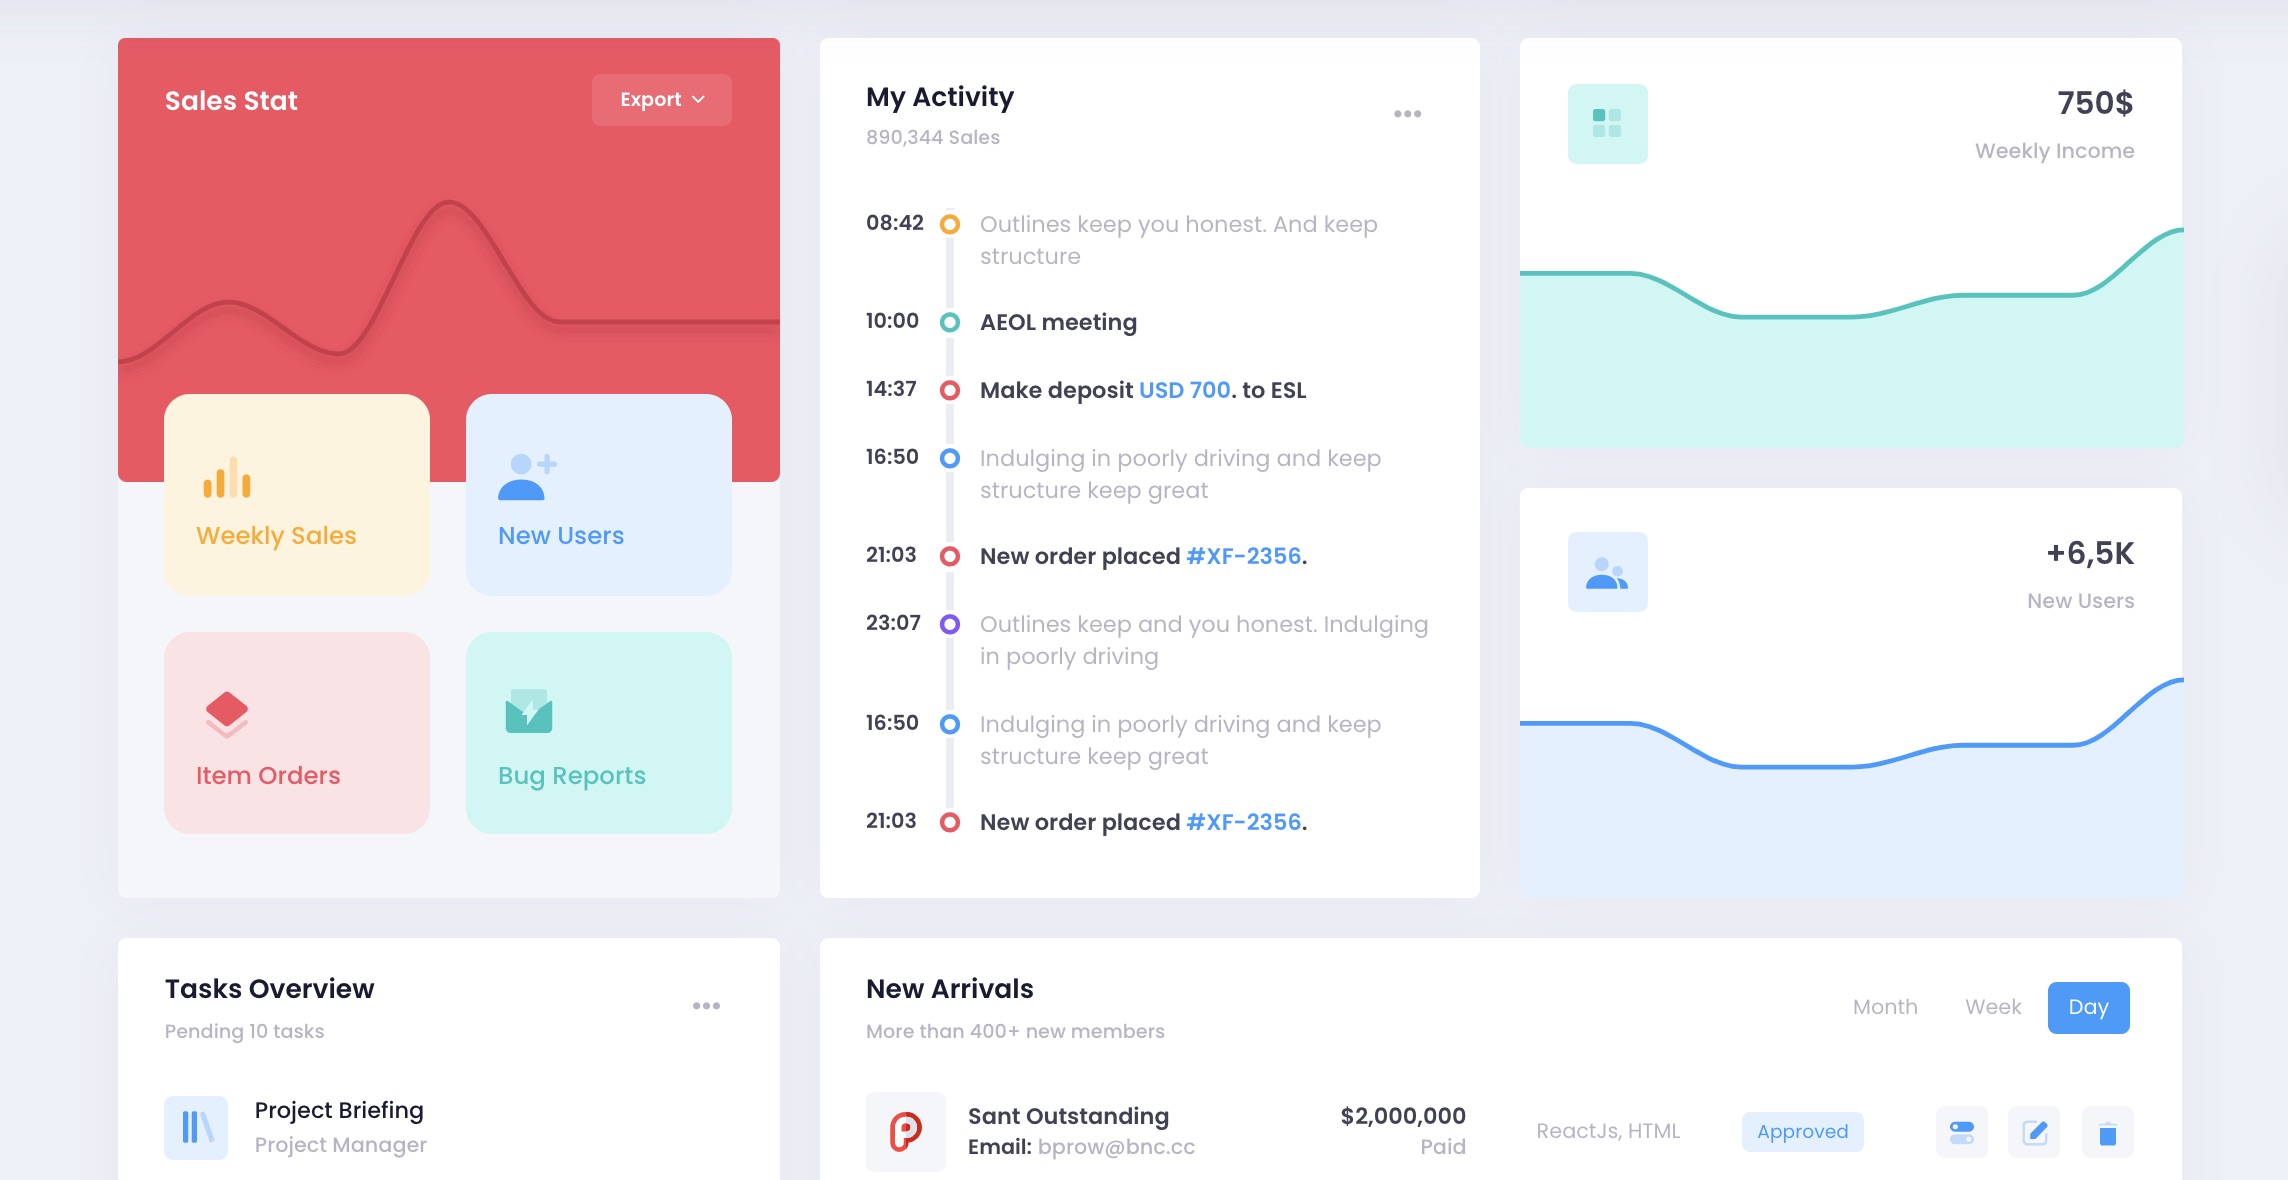 Sales Stat
Export
Weekly Sales
New Users
Item Orders
Bug Reports
My Activity
890,344 Sales
08:42 Outlines keep you honest. And keep
structure
10:00 AEOL meeting
14:37 Make deposit USD 700. to ESL
16:50 Indulging in poorly driving and keep
structure keep great
21:03 New order placed #XF-2356.
23:07 Outlines keep and you honest. Indulging
in poorly driving
16:50 Indulging in poorly driving and keep
structure keep great
21:03 New order placed #XF-2356.
750$
Weekly Income
+6,5K
New Users
Tasks Overview
Pending 10 tasks
Project Briefing
Project Manager
New Arrivals
More than 400+ new members
Month Week Day
Sant Outstanding
Email: bprow@bnc.cc
$2,000,000
Paid
ReactJs, HTML
Approved